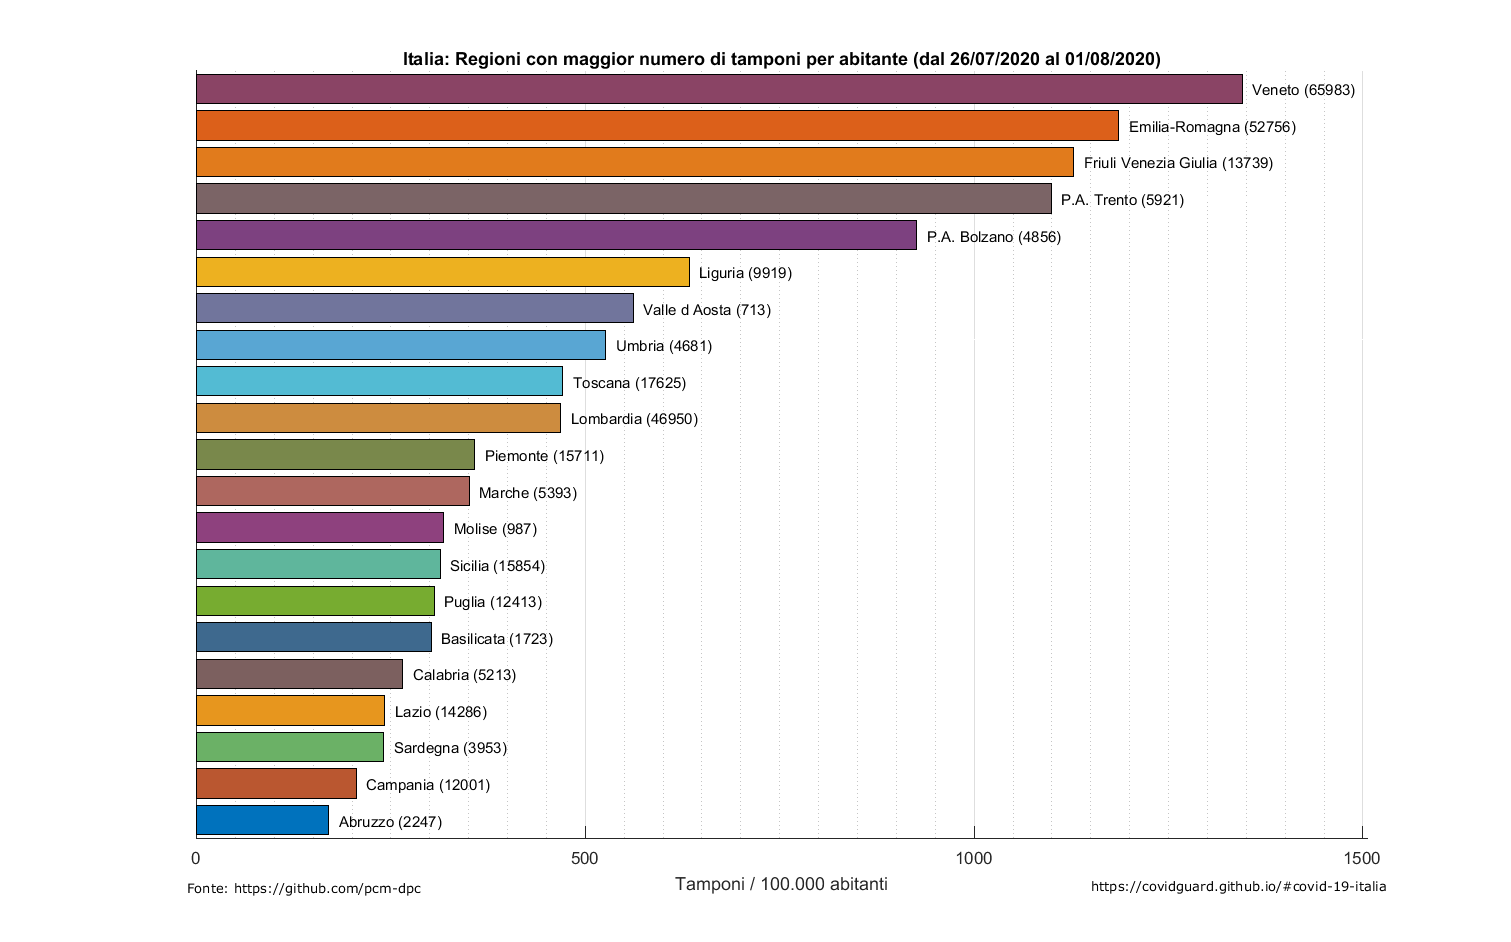 Italia: Regioni con maggior numero di tamponi per abitante (dal 26/07/2020 al 01/08/2020)
Veneto (65983)
Emilia-Romagna (52756)
Friuli Venezia Giulia (13739)
P.A. Trento (5921)
P.A. Bolzano (4856)
Liguria (9919)
Valle d Aosta (713)
Umbria (4681)
Toscana (17625)
Lombardia (46950)
Piemonte (15711)
Marche (5393)
Molise (987)
Sicilia (15854)
Puglia (12413)
Basilicata (1723)
Calabria (5213)
Lazio (14286)
Sardegna (3953)
Campania (12001)
Abruzzo (2247)
0 500 1000 1500
Tamponi / 100.000 abitanti
Fonte: https://github.com/pcm-dpc
https://covidguard.github.io/#covid-19-italia